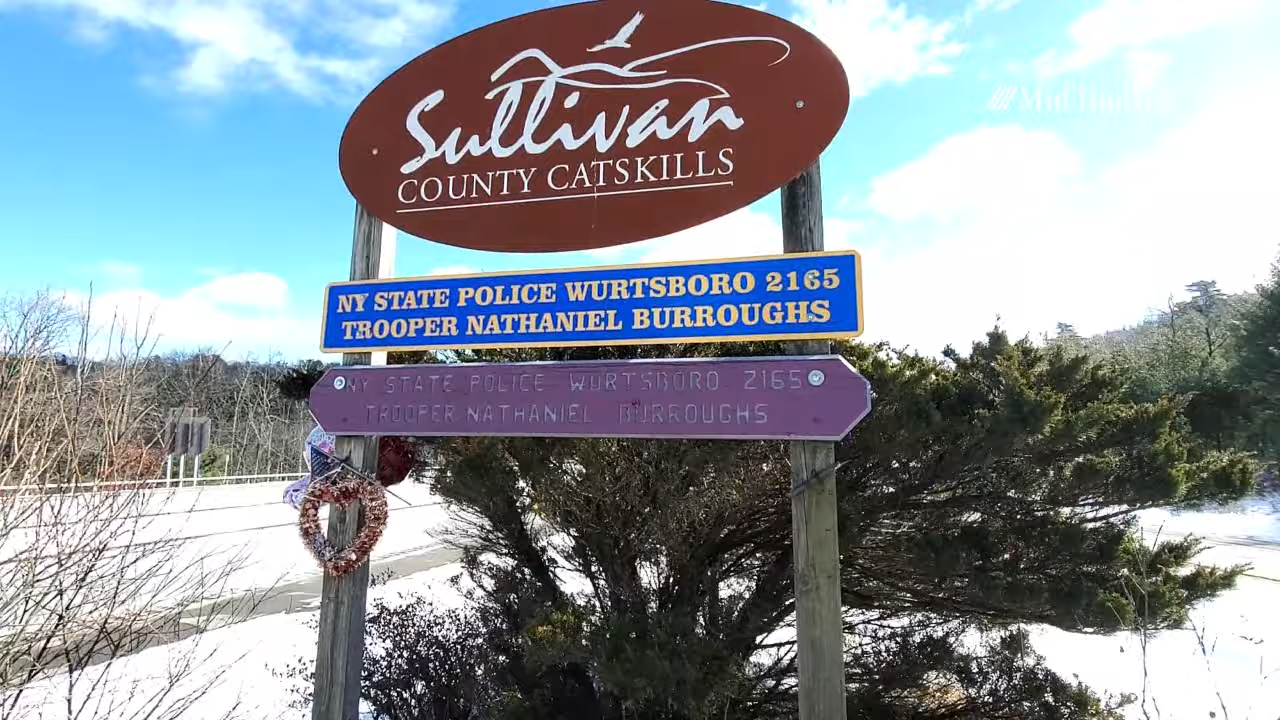 Sullivan
COUNTY CATSKILLS
NY STATE POLICE WURTSBORO 2165
TROOPER NATHANIEL BURROUGHS
NY STATE POLICE WURTSBORO 2165
TROOPER NATHANIEL BURROUGHS